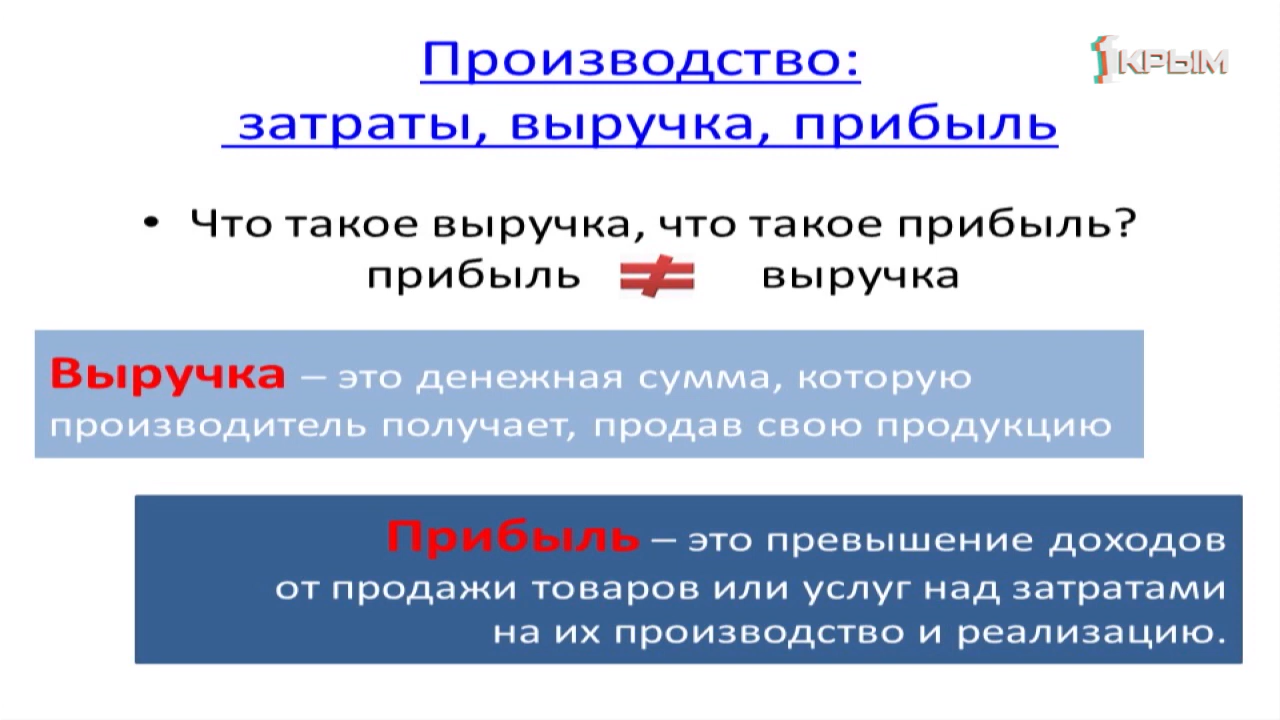 Производство:
затраты, выручка, прибыль
1 КРЫМ
• Что такое выручка, что такое прибыль?
прибыль ≠ выручка
Выручка – это денежная сумма, которую
производитель получает, продав свою продукцию
Прибыль – это превышение доходов
от продажи товаров или услуг над затратами
на их производство и реализацию.